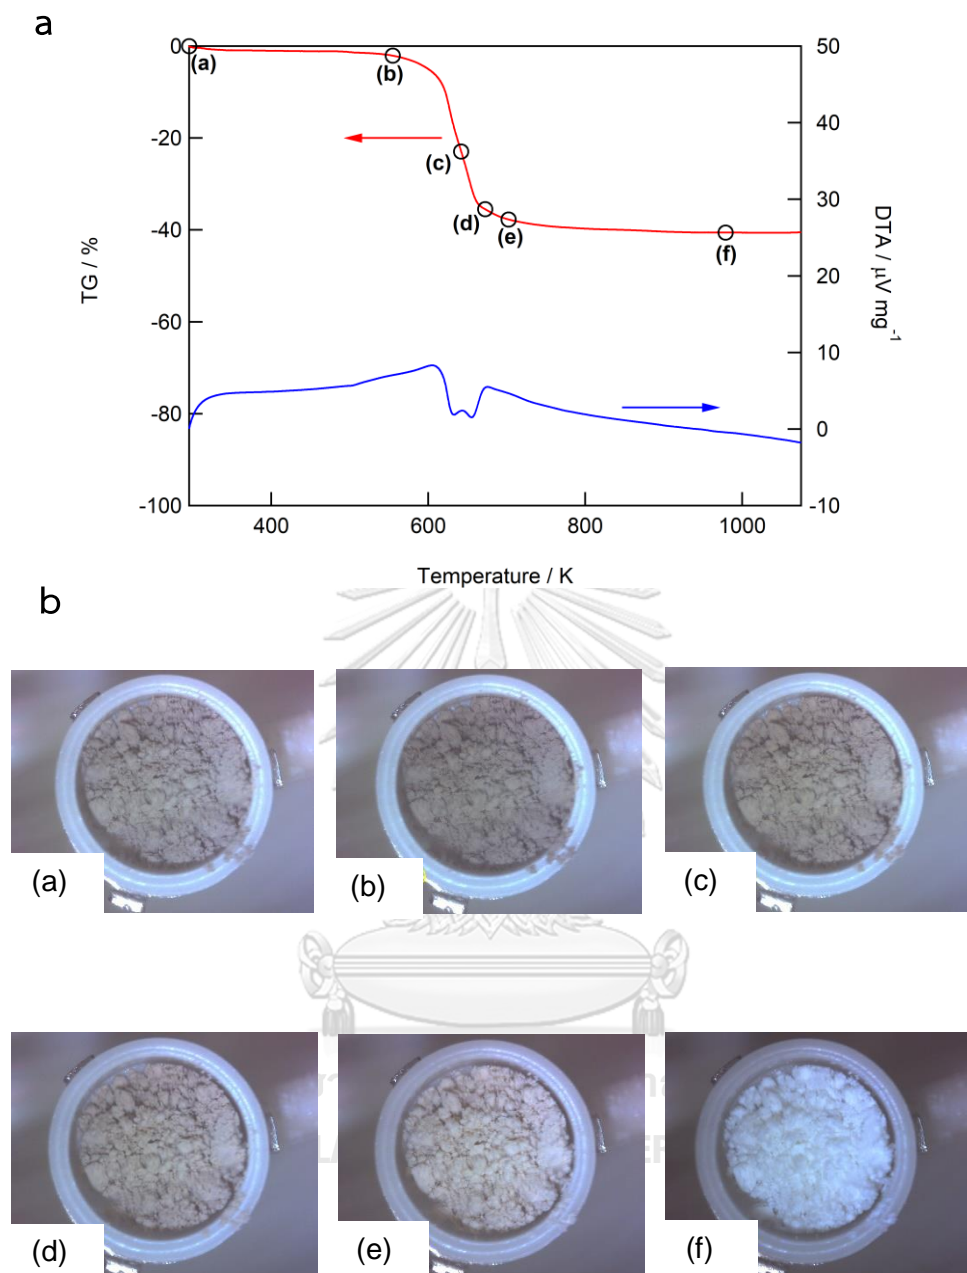 a
0
-20
-40
-60
-80
-100
TG / %
50
40
30
20
10
0
-10
DTA / μV mg⁻¹
(a)
(b)
(c)
(d)
(e)
(f)
400
600
800
1000
Temperature / K
b
(a)
(b)
(c)
(d)
(e)
(f)